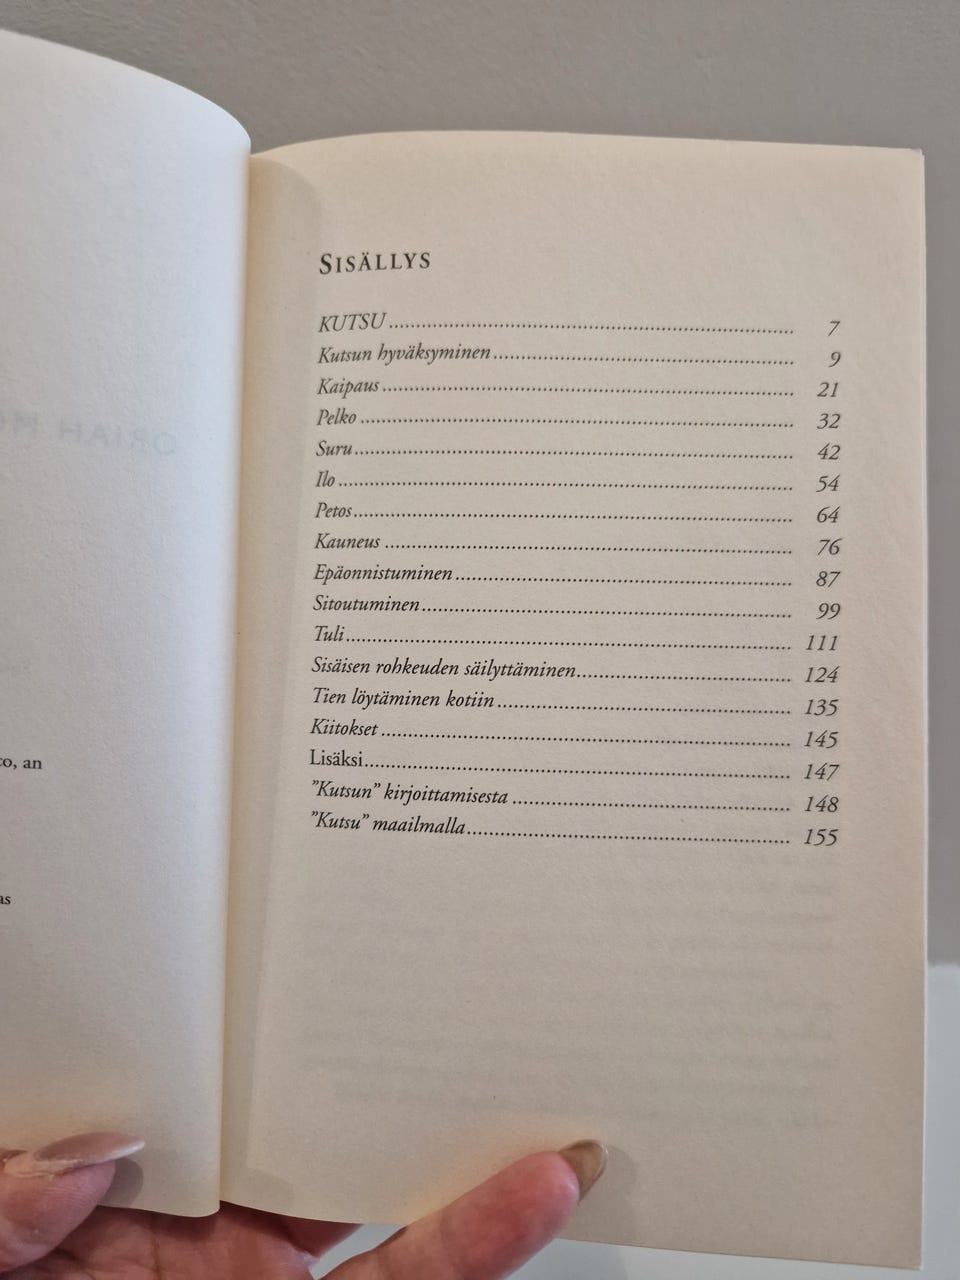 SISÄLLYS
KUTSU 7
Kutsun hyväksyminen 9
Kaipaus 21
Pelko 32
Suru 42
Ilo 54
Petos 64
Kauneus 76
Epäonnistuminen 87
Sitoutuminen 99
Tuli 111
Sisäisen rohkeuden säilyttäminen 124
Tien löytäminen kotiin 135
Kiitokset 145
Lisäksi 147
”Kutsun” kirjoittamisesta 148
”Kutsu” maailmalla 155
an